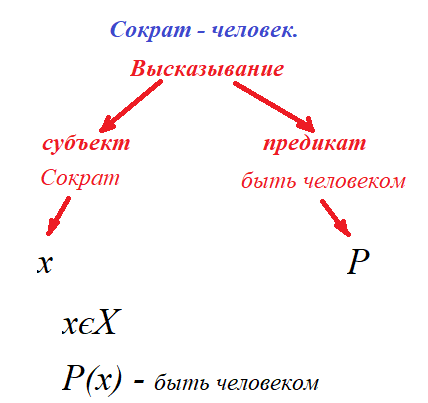 Сократ - человек.
Высказывание
субъект предикат
Сократ быть человеком
x P
xϵX
P(x) - быть человеком